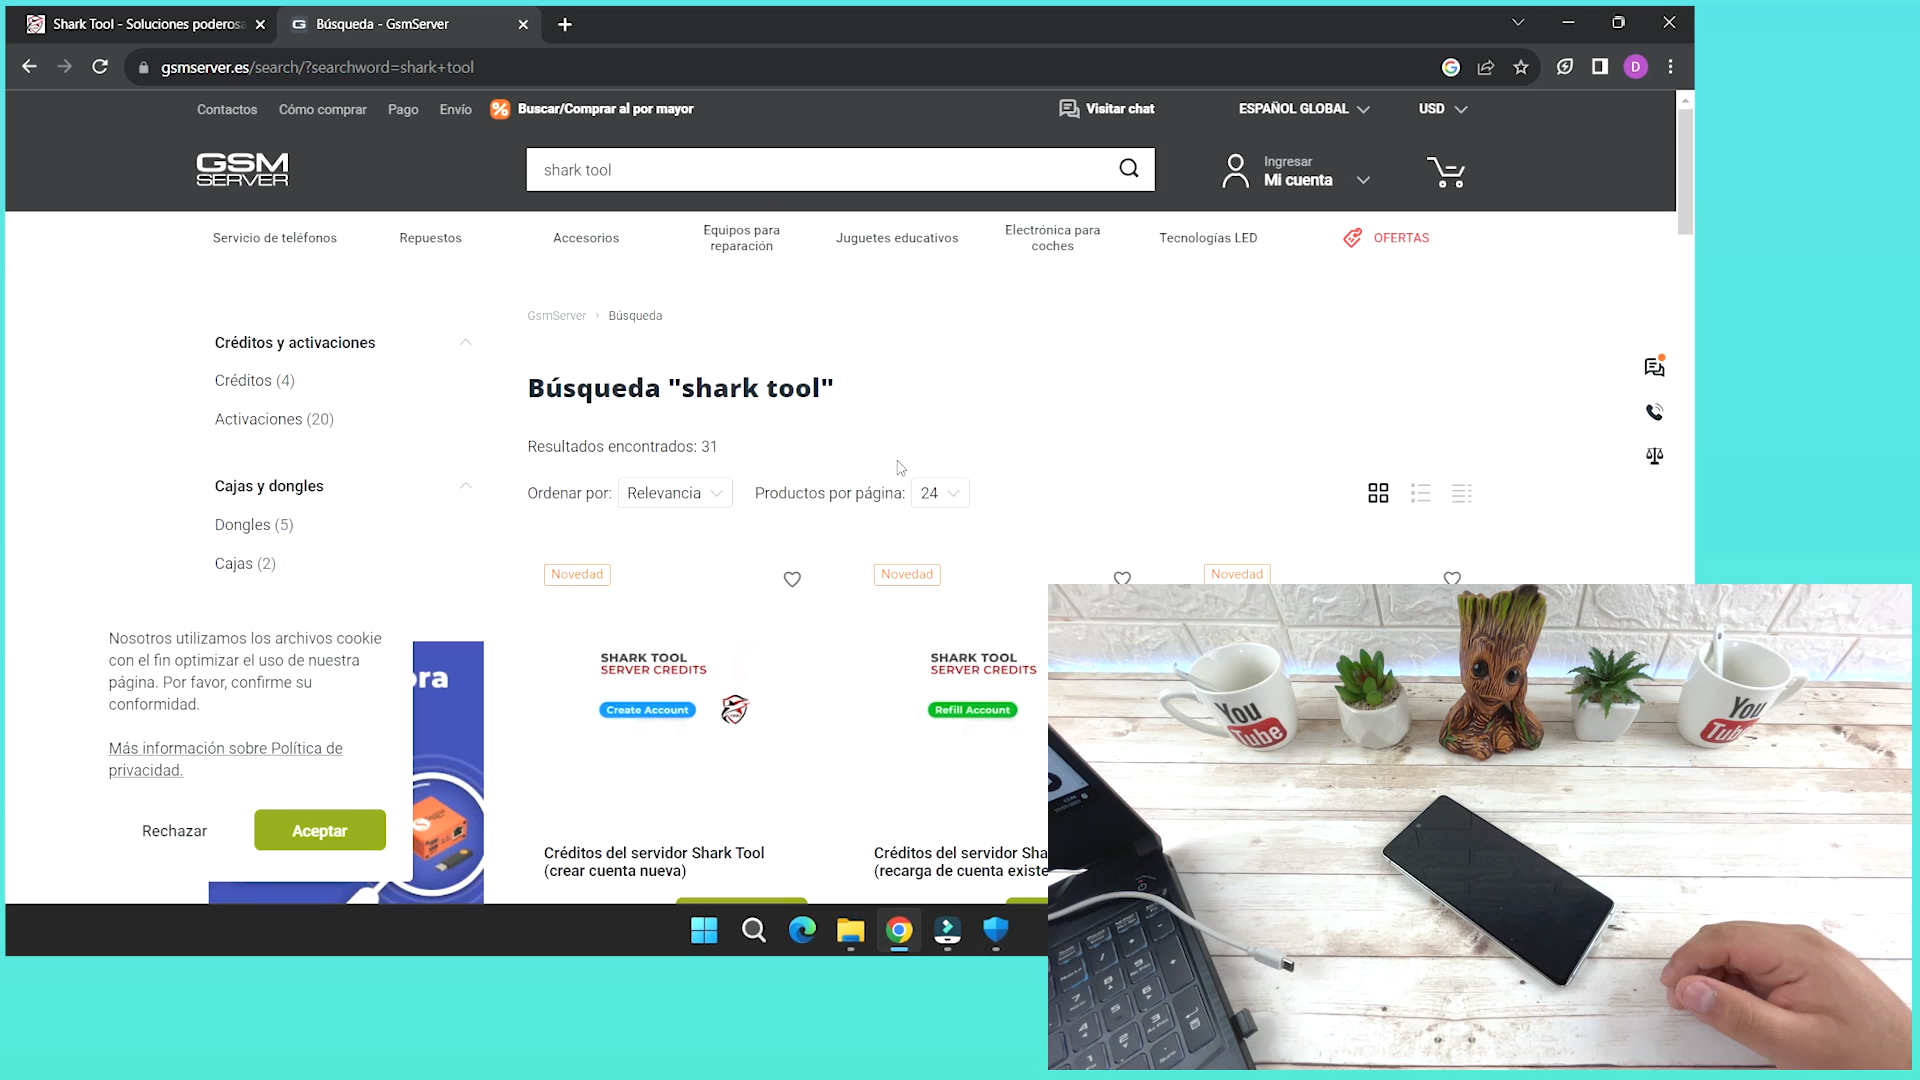 Shark Tool - Soluciones poderosa
Búsqueda - GsmServer
gsmserver.es/search/?searchword=shark+tool
D
Contactos
Cómo comprar
Pago
Envío
Buscar/Comprar al por mayor
Visitar chat
ESPAÑOL GLOBAL
USD
GSM
SERVER
shark tool
Ingresar
Mi cuenta
Servicio de teléfonos
Repuestos
Accesorios
Equipos para
reparación
Juguetes educativos
Electrónica para
coches
Tecnologías LED
OFERTAS
GsmServer > Búsqueda
Créditos y activaciones
Créditos (4)
Activaciones (20)
Cajas y dongles
Dongles (5)
Cajas (2)
Búsqueda "shark tool"
Resultados encontrados: 31
Ordenar por: Relevancia
Productos por página: 24
Novedad
Novedad
Novedad
Nosotros utilizamos los archivos cookie
con el fin optimizar el uso de nuestra
página. Por favor, confirme su
conformidad.
Más información sobre Política de
privacidad.
Rechazar
Aceptar
ora
SHARK TOOL
SERVER CREDITS
Create Account
SHARK TOOL
SERVER CREDITS
Refill Account
Créditos del servidor Shark Tool
(crear cuenta nueva)
Créditos del servidor Sha
(recarga de cuenta existe
You
Tube
You
Tub